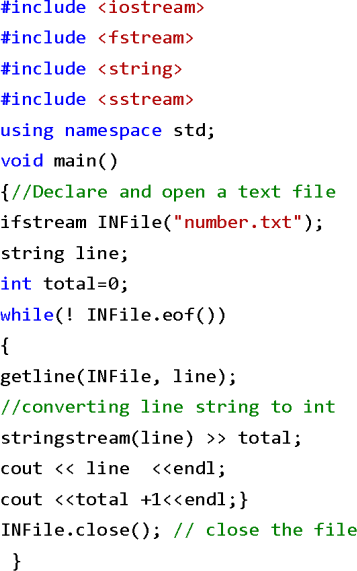 #include <iostream>
#include <fstream>
#include <string>
#include <sstream>
using namespace std;
void main()
{//Declare and open a text file
ifstream INFile("number.txt");
string line;
int total=0;
while(! INFile.eof())
{
getline(INFile, line);
//converting line string to int
stringstream(line) >> total;
cout << line  <<endl;
cout <<total +1<<endl;}
INFile.close(); // close the file
}